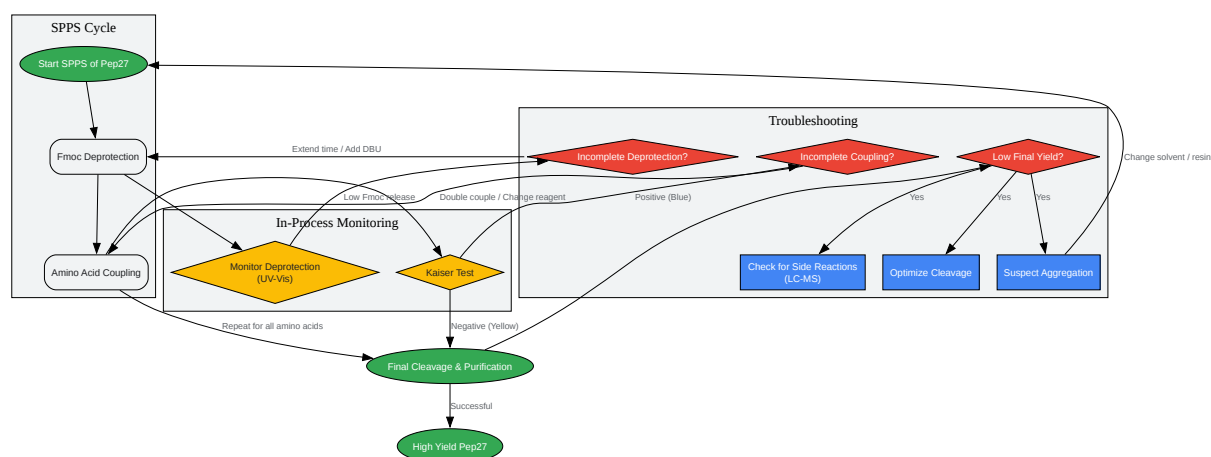 SPPS Cycle
Start SPPS of Pep27
Troubleshooting
Fmoc Deprotection
Extend time / Add DBU
Incomplete Deprotection?
Incomplete Coupling?
Low Final Yield?
Change solvent / resin
Low Fmoc release
Double couple / Change reagent
Positive (Blue)
Yes
Yes
Yes
In-Process Monitoring
Amino Acid Coupling
Monitor Deprotection
(UV-Vis)
Kaiser Test
Check for Side Reactions
(LC-MS)
Optimize Cleavage
Suspect Aggregation
Repeat for all amino acids
Negative (Yellow)
Final Cleavage & Purification
Successful
High Yield Pep27